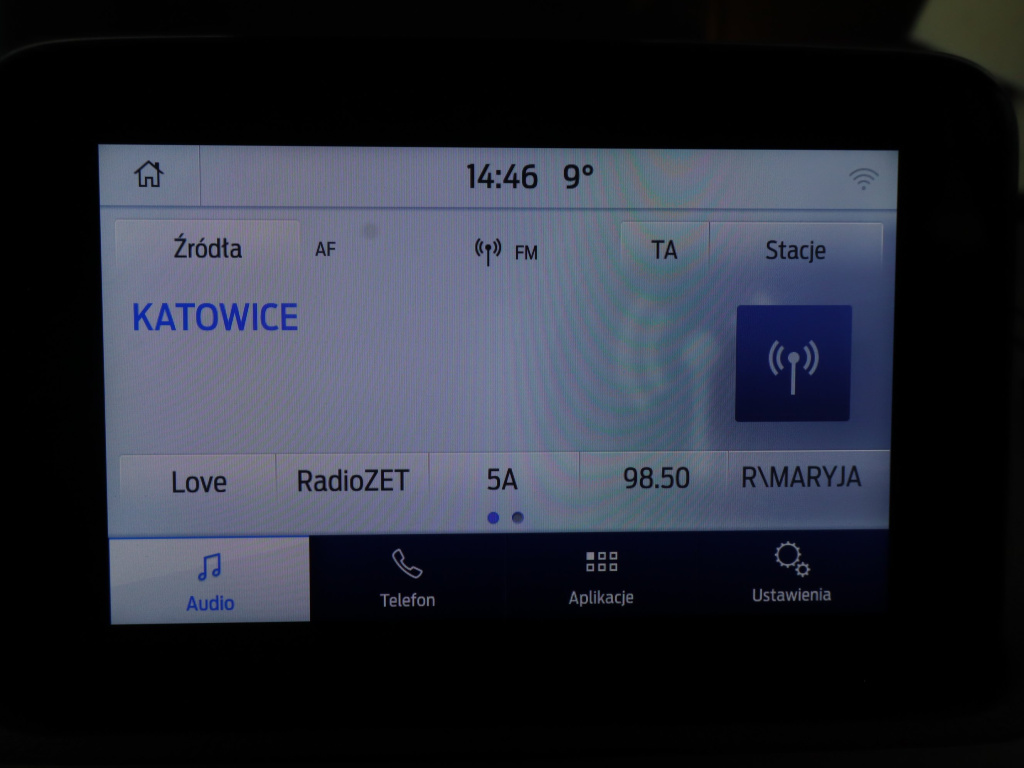 14:46 9°
Źródła AF FM TA Stacje
KATOWICE
Love RadioZET 5A 98.50 R\MARYJA
Audio Telefon Aplikacje Ustawienia